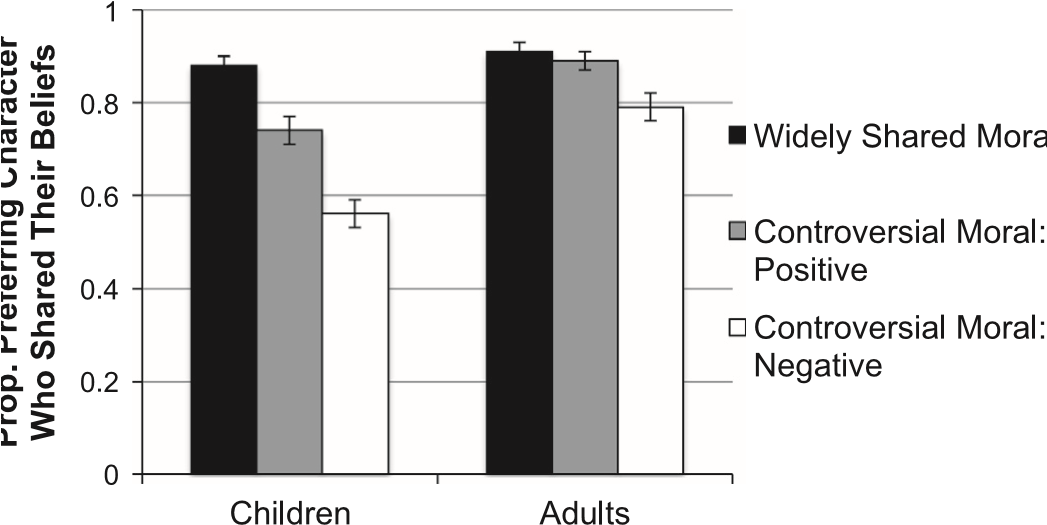 Prop. Preferring Character
Who Shared Their Beliefs
1
0.8
0.6
0.4
0.2
0
Children
Adults
Widely Shared Mora
Controversial Moral:
Positive
Controversial Moral:
Negative